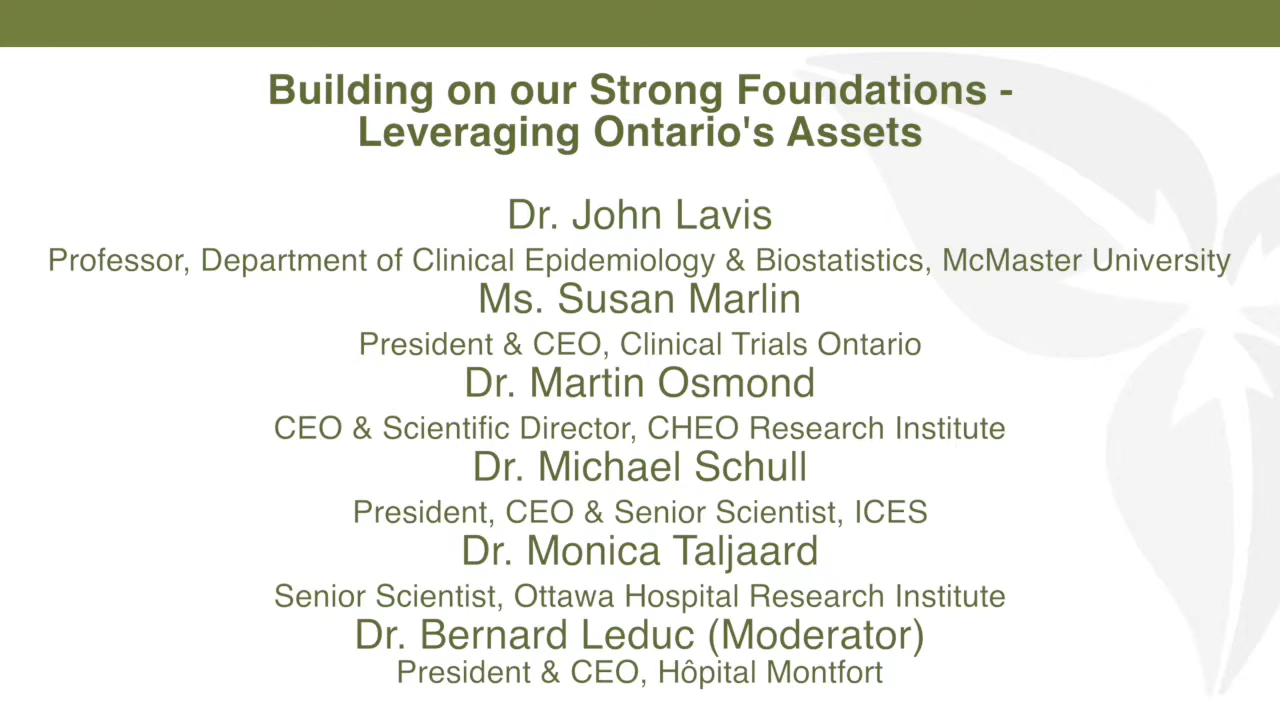 Building on our Strong Foundations -
Leveraging Ontario's Assets
Dr. John Lavis
Professor, Department of Clinical Epidemiology & Biostatistics, McMaster University
Ms. Susan Marlin
President & CEO, Clinical Trials Ontario
Dr. Martin Osmond
CEO & Scientific Director, CHEO Research Institute
Dr. Michael Schull
President, CEO & Senior Scientist, ICES
Dr. Monica Taljaard
Senior Scientist, Ottawa Hospital Research Institute
Dr. Bernard Leduc (Moderator)
President & CEO, Hôpital Montfort